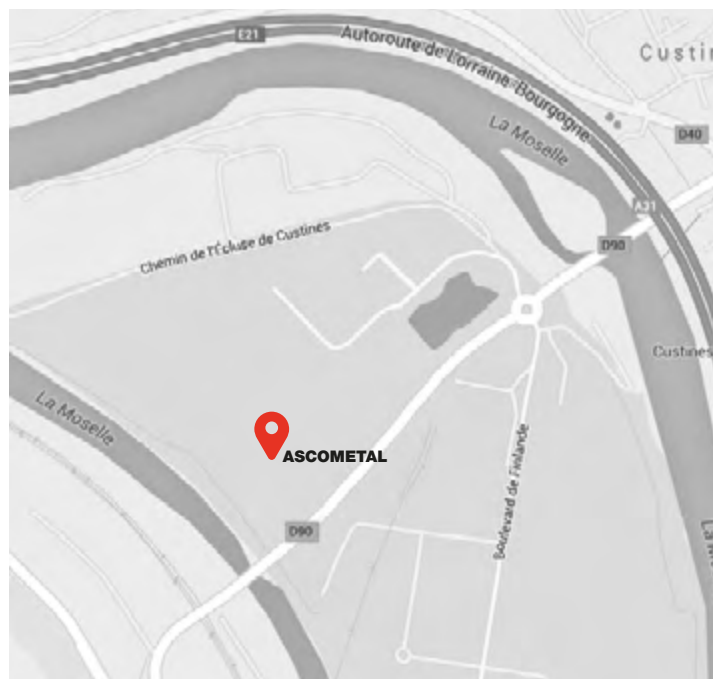 E21
Autoroute de Lorraine-Bourgogne
La Moselle
D40
A31
D90
Chemin de l'Écluse de Custines
Custines
La Moselle
ASCOMETAL
D90
Boulevard de Finlande